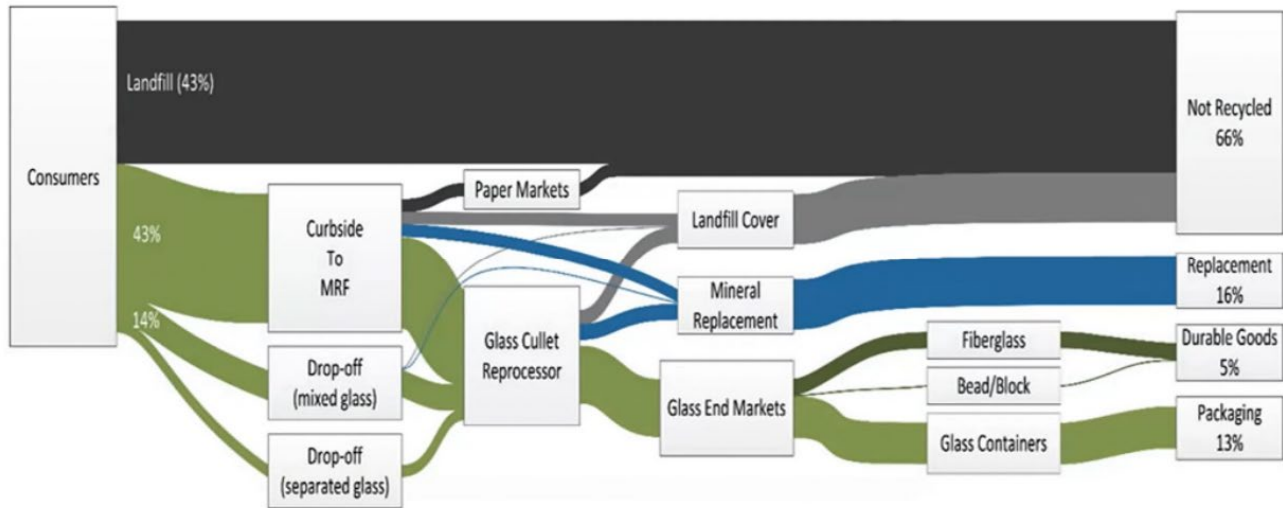 Consumers
Landfill (43%)
43%
14%
Curbside
To
MRF
Drop-off
(mixed glass)
Drop-off
(separated glass)
Paper Markets
Glass Cullet
Reprocessor
Landfill Cover
Mineral
Replacement
Glass End Markets
Fiberglass
Bead/Block
Glass Containers
Not Recycled
66%
Replacement
16%
Durable Goods
5%
Packaging
13%